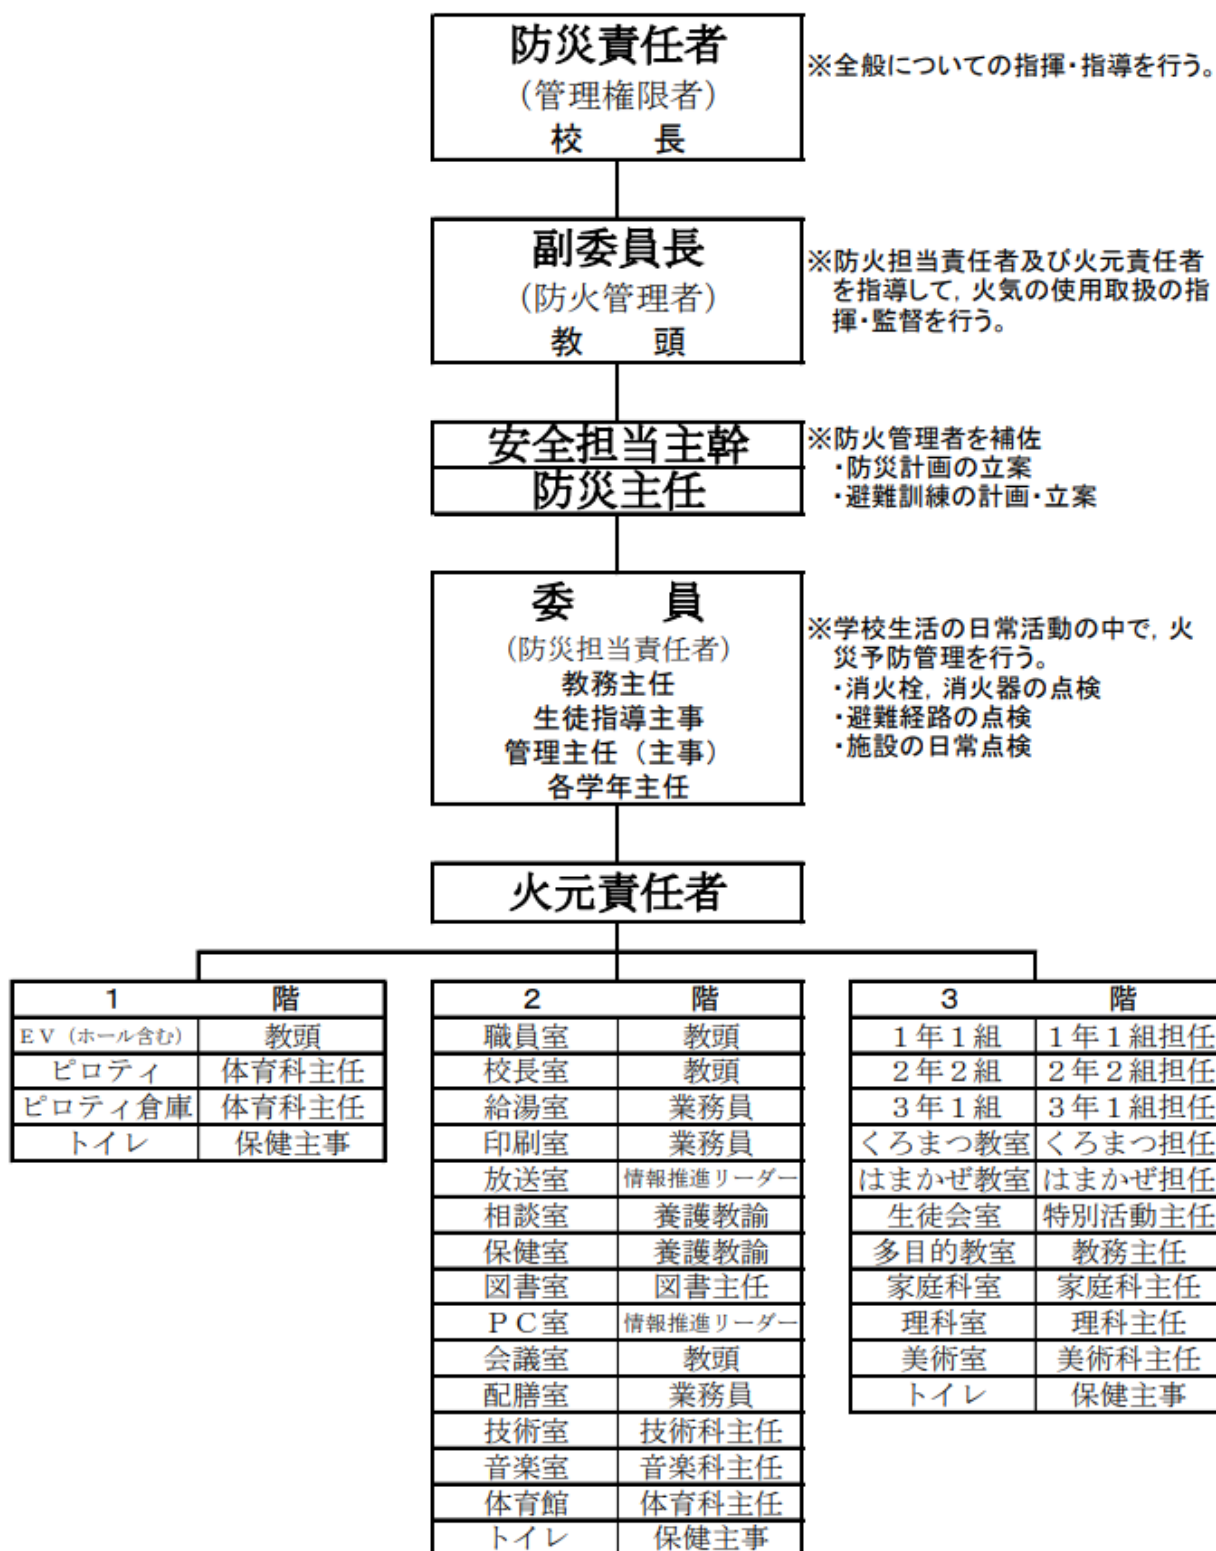 防災責任者
（管理権限者）
校　　長
※全般についての指揮・指導を行う。
副委員長
（防火管理者）
教　　頭
※防火担当責任者及び火元責任者
を指導して，火気の使用取扱の指
揮・監督を行う。
安全担当主幹
防災主任
※防火管理者を補佐
・防災計画の立案
・避難訓練の計画・立案
委　　員
（防災担当責任者）
教務主任
生徒指導主事
管理主任（主事）
各学年主任
※学校生活の日常活動の中で，火
災予防管理を行う。
・消火栓，消火器の点検
・避難経路の点検
・施設の日常点検
火元責任者
1　階
ＥＶ（ホール含む）　教頭
ピロティ　体育科主任
ピロティ倉庫　体育科主任
トイレ　保健主事
2　階
職員室　教頭
校長室　教頭
給湯室　業務員
印刷室　業務員
放送室　情報推進リーダー
相談室　養護教諭
保健室　養護教諭
図書室　図書主任
ＰＣ室　情報推進リーダー
会議室　教頭
配膳室　業務員
技術室　技術科主任
音楽室　音楽科主任
体育館　体育科主任
トイレ　保健主事
3　階
１年１組　１年１組担任
２年２組　２年２組担任
３年１組　３年１組担任
くろまつ教室　くろまつ担任
はまかぜ教室　はまかぜ担任
生徒会室　特別活動主任
多目的教室　教務主任
家庭科室　家庭科主任
理科室　理科主任
美術室　美術科主任
トイレ　保健主事